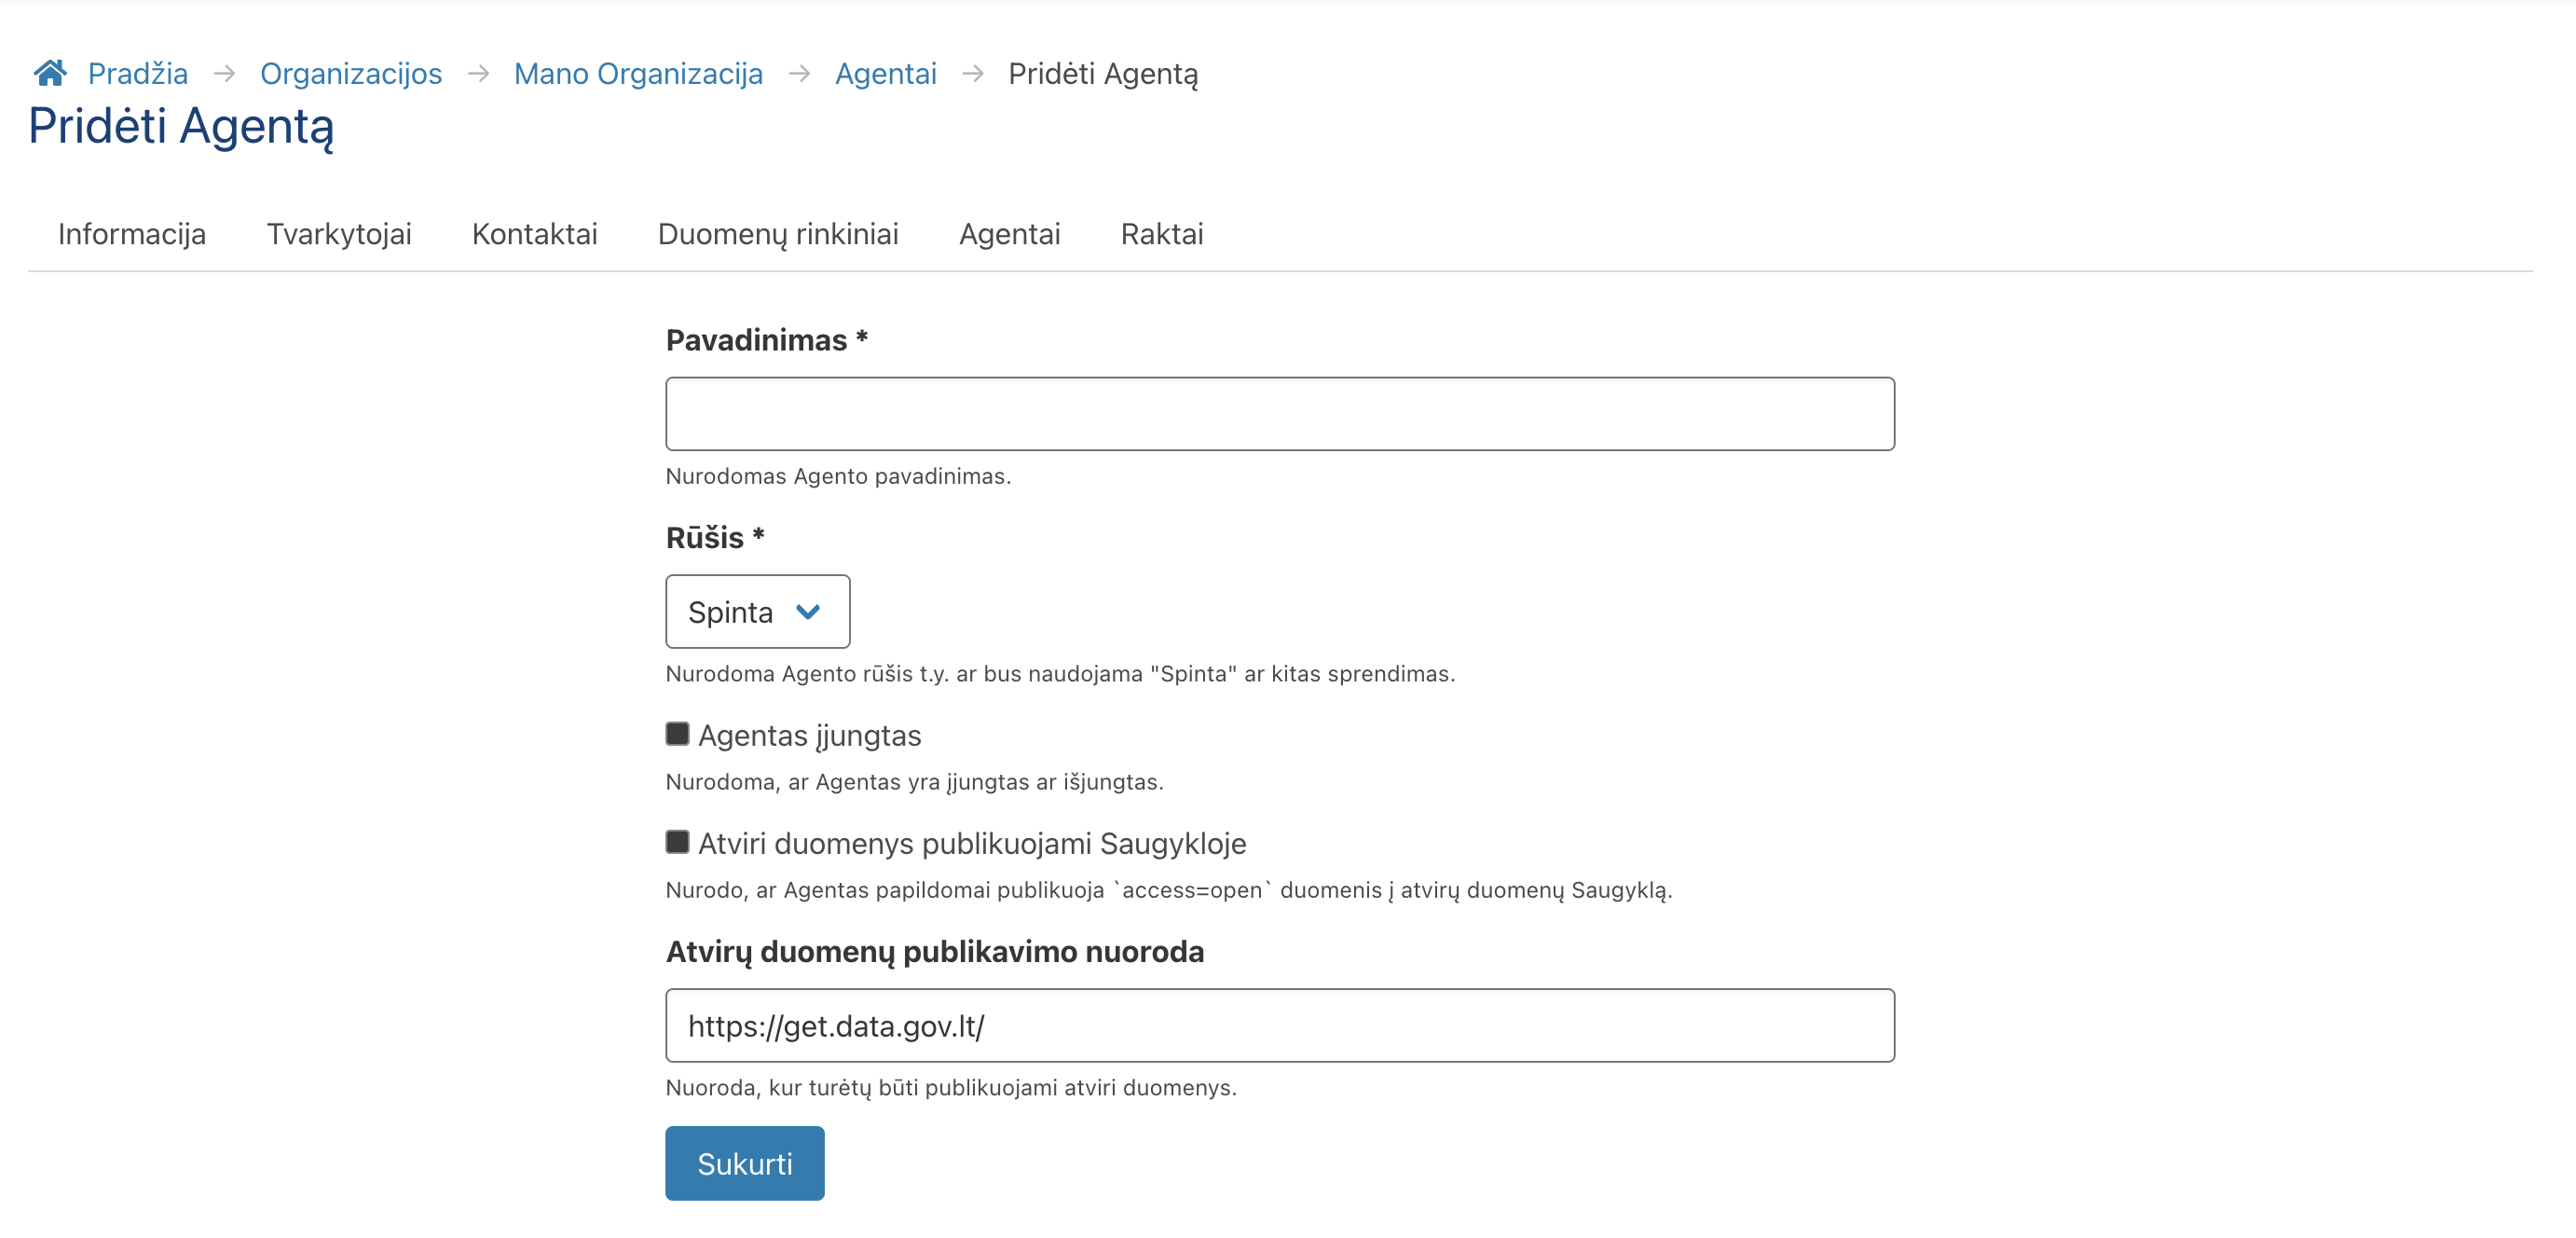 Pradžia → Organizacijos → Mano Organizacija → Agentai → Pridėti Agentą
Pridėti Agentą
Informacija Tvarkytojai Kontaktai Duomenų rinkiniai Agentai Raktai
Pavadinimas *
Nurodomas Agento pavadinimas.
Rūšis *
Spinta
Nurodoma Agento rūšis t.y. ar bus naudojama "Spinta" ar kitas sprendimas.
Agentas įjungtas
Nurodoma, ar Agentas yra įjungtas ar išjungtas.
Atviri duomenys publikuojami Saugykloje
Nurodo, ar Agentas papildomai publikuoja `access=open` duomenis į atvirų duomenų Saugyklą.
Atvirų duomenų publikavimo nuoroda
https://get.data.gov.lt/
Nuoroda, kur turėtų būti publikuojami atviri duomenys.
Sukurti